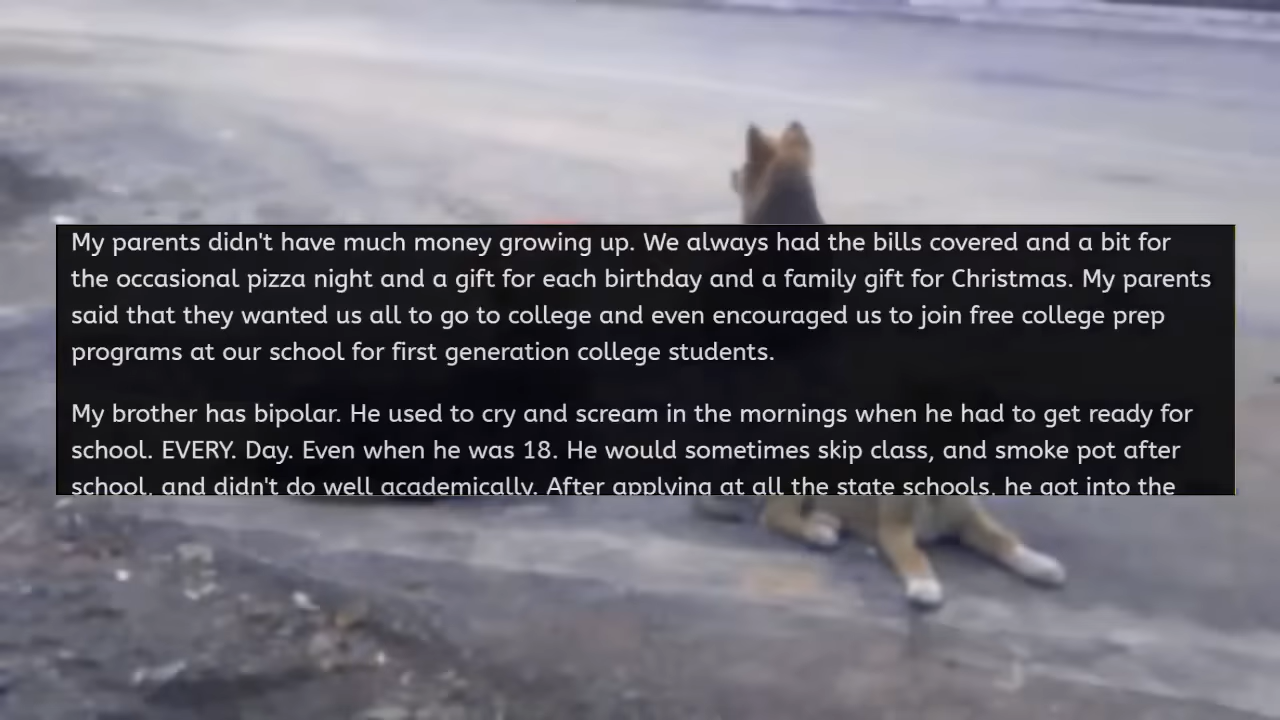 My parents didn't have much money growing up. We always had the bills covered and a bit for
the occasional pizza night and a gift for each birthday and a family gift for Christmas. My parents
said that they wanted us all to go to college and even encouraged us to join free college prep
programs at our school for first generation college students.
My brother has bipolar. He used to cry and scream in the mornings when he had to get ready for
school. EVERY. Day. Even when he was 18. He would sometimes skip class, and smoke pot after
school, and didn't do well academically. After applying at all the state schools, he got into the